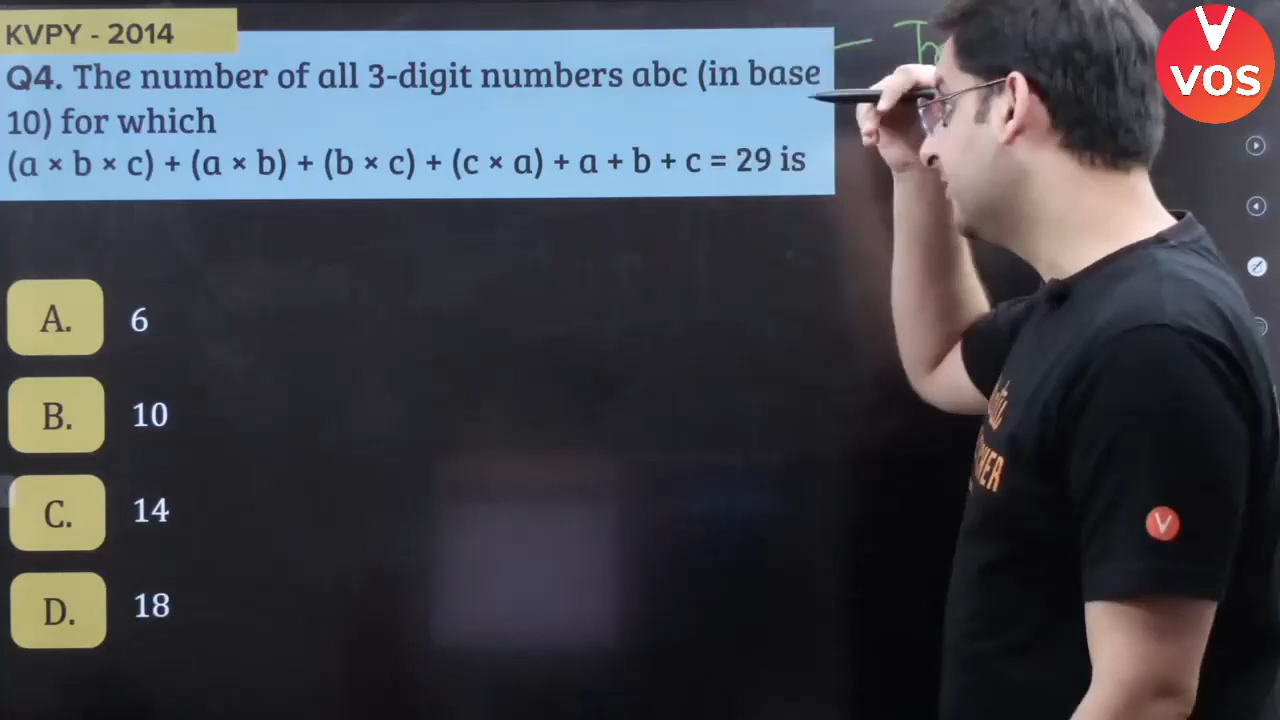 KVPY - 2014
Q4. The number of all 3-digit numbers abc (in base
10) for which
(a × b × c) + (a × b) + (b × c) + (c × a) + a + b + c = 29 is
A. 6
B. 10
C. 14
D. 18
VOS